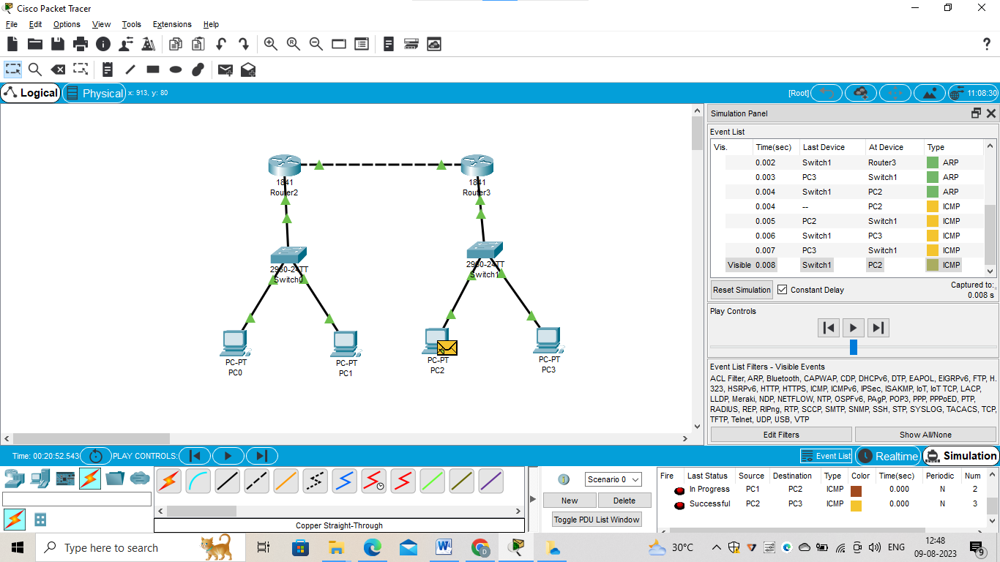 Cisco Packet Tracer
File Edit Options View Tools Extensions Help
Logical Physical x: 913, y: 80 [Root] 11:08:30
1841
Router2
1841
Router3
2960-24TT
Switch0
2960-24TT
Switch1
PC-PT
PC0
PC-PT
PC1
PC-PT
PC2
PC-PT
PC3
Simulation Panel
Event List
Vis. Time(sec) Last Device At Device Type
0.002 Switch1 Router3 ARP
0.003 PC3 Switch1 ARP
0.004 Switch1 PC2 ARP
0.004 -- PC2 ICMP
0.005 PC2 Switch1 ICMP
0.006 Switch1 PC3 ICMP
0.007 PC3 Switch1 ICMP
Visible 0.008 Switch1 PC2 ICMP
Reset Simulation Constant Delay Captured to:
0.008 s
Play Controls
Event List Filters - Visible Events
ACL Filter, ARP, Bluetooth, CAPWAP, CDP, DHCPv6, DTP, EAPOL, EIGRPv6, FTP, H.
323, HSRPv6, HTTP, HTTPS, ICMP, ICMPv6, IPSec, ISAKMP, IoT, IoT TCP, LACP,
LLDP, Meraki, NDP, NETFLOW, NTP, OSPFv6, PAgP, POP3, PPP, PPPoED, PTP,
RADIUS, REP, RIPng, RTP, SCCP, SMTP, SNMP, SSH, STP, SYSLOG, TACACS, TCP,
TFTP, Telnet, UDP, USB, VTP
Edit Filters Show All/None
Time: 00:20:52.543 PLAY CONTROLS: Event List Realtime Simulation
Copper Straight-Through
Scenario 0
New Delete
Toggle PDU List Window
Fire Last Status Source Destination Type Color Time(sec) Periodic Num
In Progress PC1 PC2 ICMP 0.000 N 2
Successful PC2 PC3 ICMP 0.000 N 3
Type here to search 30°C ENG 12:48
09-08-2023 9